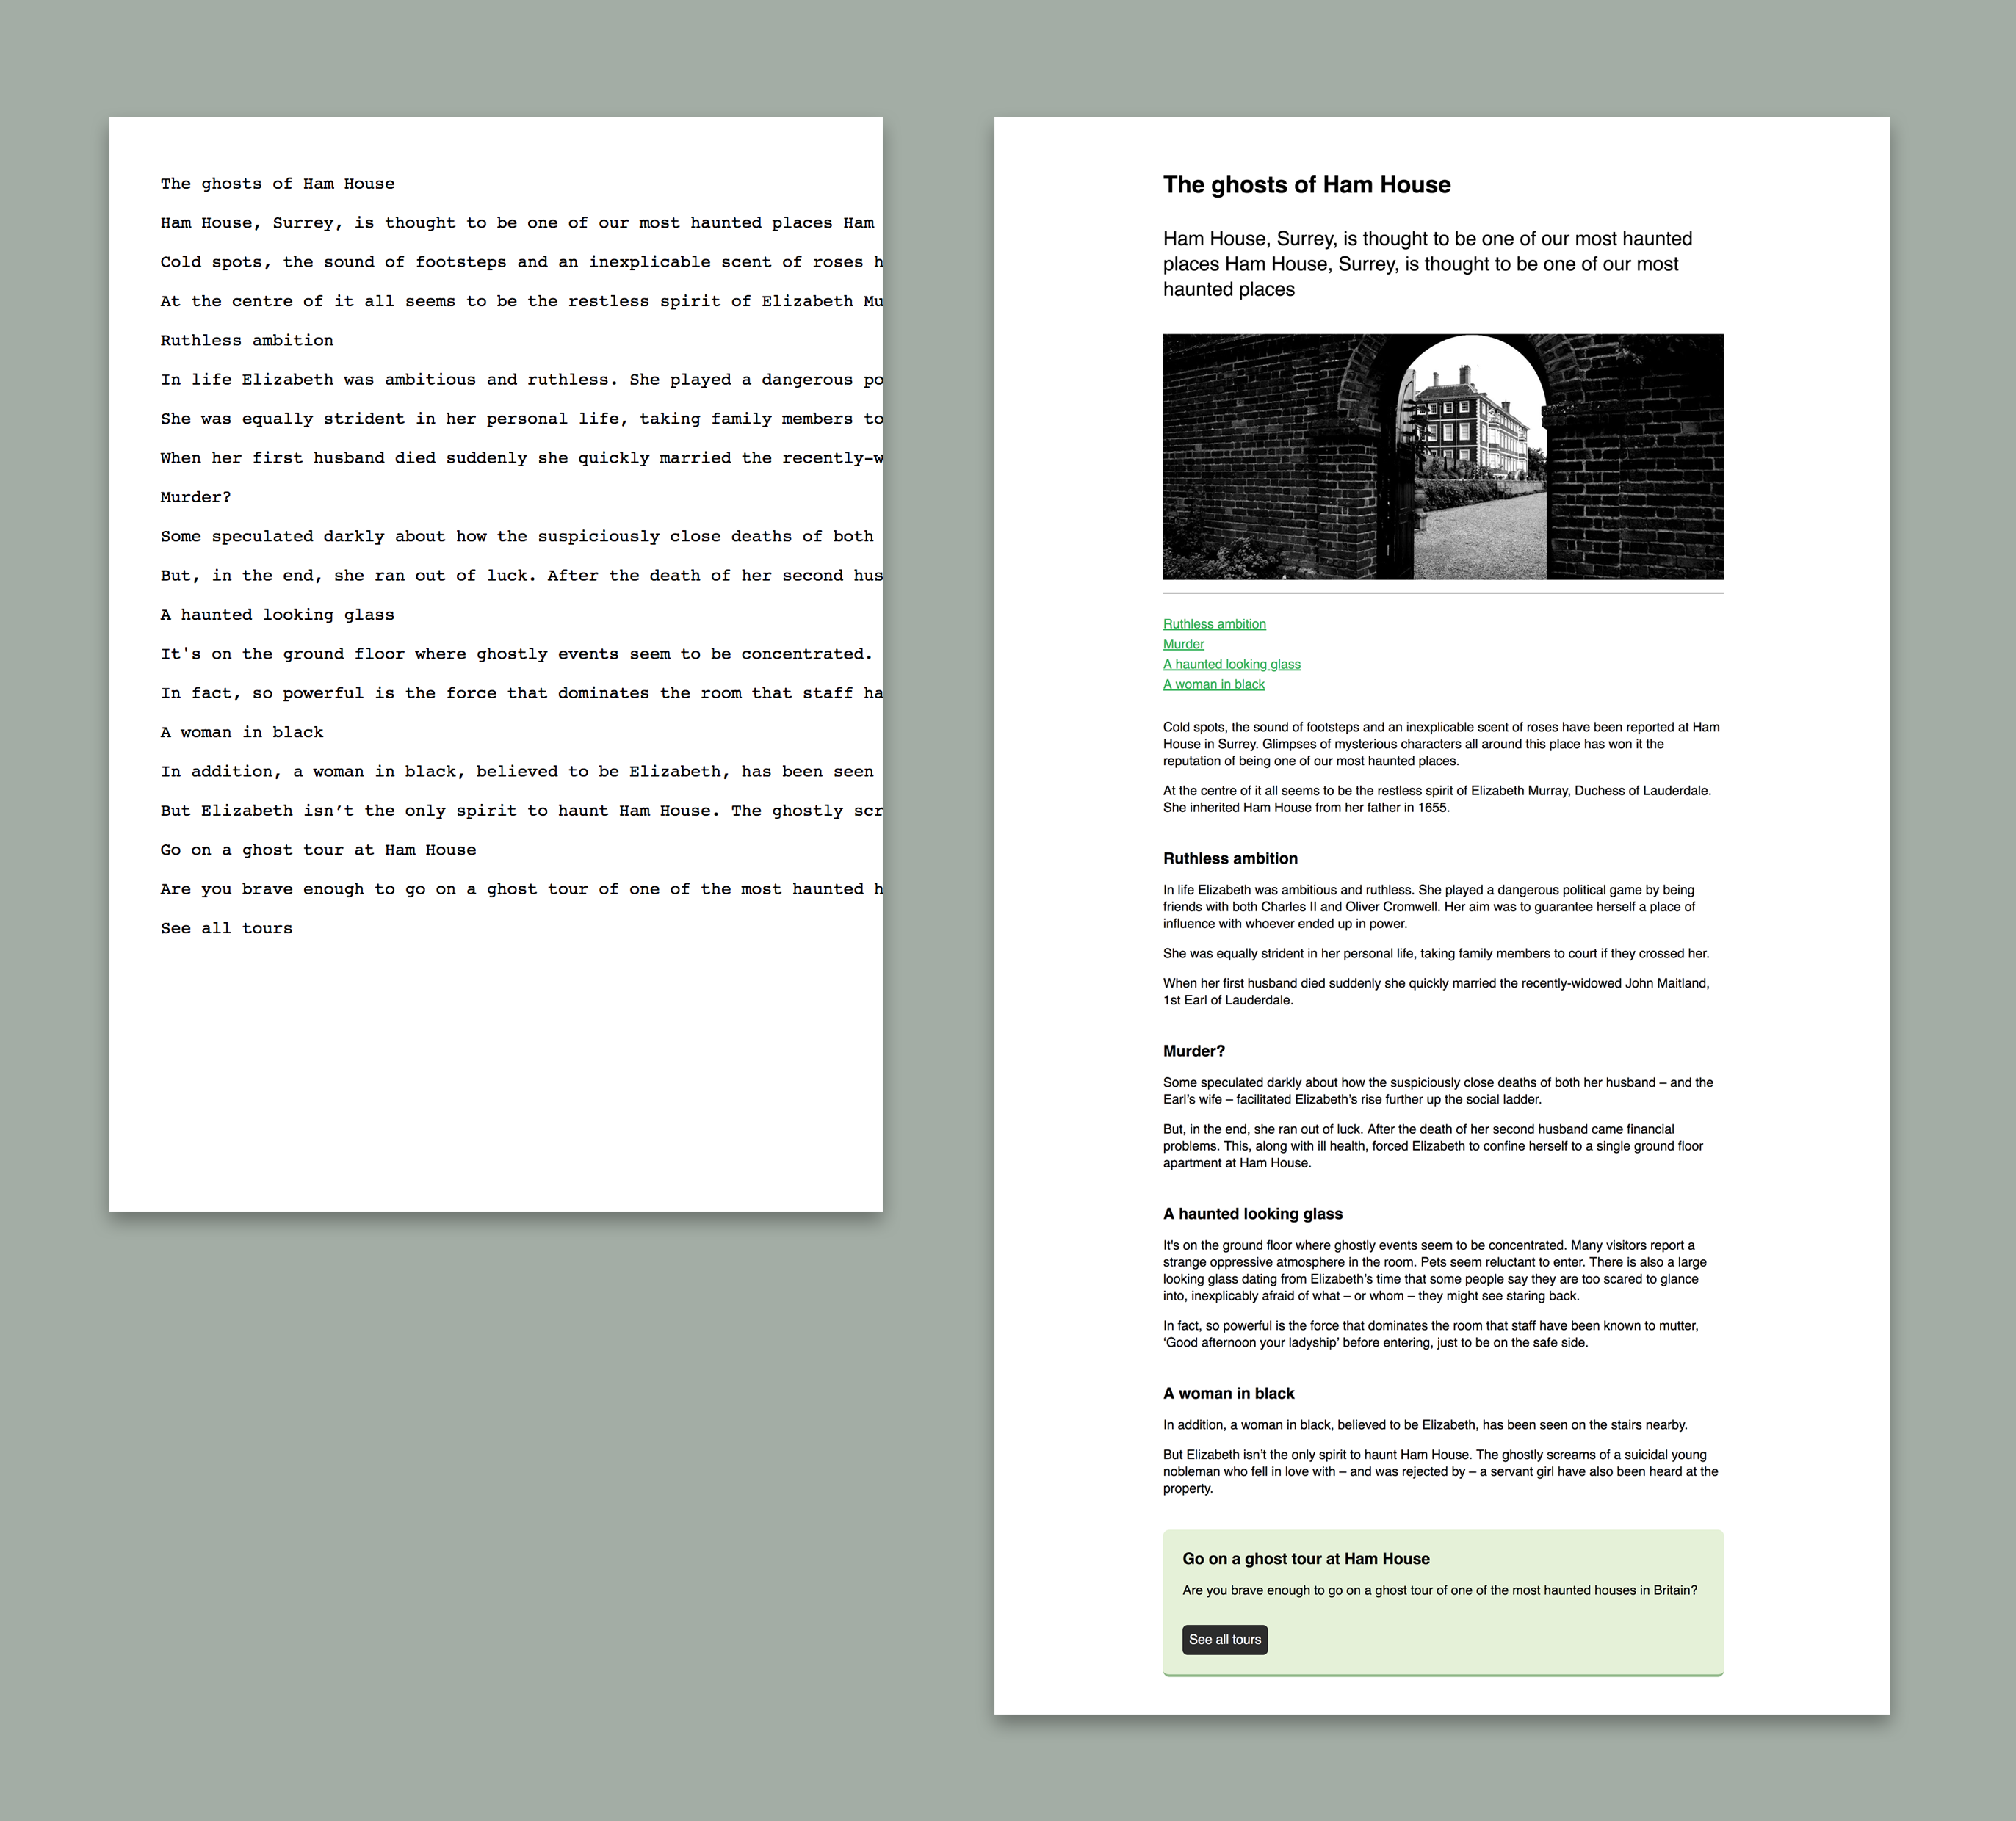 The ghosts of Ham House
Ham House, Surrey, is thought to be one of our most haunted places Ham
Cold spots, the sound of footsteps and an inexplicable scent of roses h
At the centre of it all seems to be the restless spirit of Elizabeth Mu
Ruthless ambition
In life Elizabeth was ambitious and ruthless. She played a dangerous po
She was equally strident in her personal life, taking family members to
When her first husband died suddenly she quickly married the recently-w
Murder?
Some speculated darkly about how the suspiciously close deaths of both
But, in the end, she ran out of luck. After the death of her second hus
A haunted looking glass
It's on the ground floor where ghostly events seem to be concentrated.
In fact, so powerful is the force that dominates the room that staff ha
A woman in black
In addition, a woman in black, believed to be Elizabeth, has been seen
But Elizabeth isn’t the only spirit to haunt Ham House. The ghostly scr
Go on a ghost tour at Ham House
Are you brave enough to go on a ghost tour of one of the most haunted h
See all tours
The ghosts of Ham House
Ham House, Surrey, is thought to be one of our most haunted
places Ham House, Surrey, is thought to be one of our most
haunted places
Ruthless ambition
Murder
A haunted looking glass
A woman in black
Cold spots, the sound of footsteps and an inexplicable scent of roses have been reported at Ham
House in Surrey. Glimpses of mysterious characters all around this place has won it the
reputation of being one of our most haunted places.
At the centre of it all seems to be the restless spirit of Elizabeth Murray, Duchess of Lauderdale.
She inherited Ham House from her father in 1655.
Ruthless ambition
In life Elizabeth was ambitious and ruthless. She played a dangerous political game by being
friends with both Charles II and Oliver Cromwell. Her aim was to guarantee herself a place of
influence with whoever ended up in power.
She was equally strident in her personal life, taking family members to court if they crossed her.
When her first husband died suddenly she quickly married the recently-widowed John Maitland,
1st Earl of Lauderdale.
Murder?
Some speculated darkly about how the suspiciously close deaths of both her husband – and the
Earl’s wife – facilitated Elizabeth’s rise further up the social ladder.
But, in the end, she ran out of luck. After the death of her second husband came financial
problems. This, along with ill health, forced Elizabeth to confine herself to a single ground floor
apartment at Ham House.
A haunted looking glass
It's on the ground floor where ghostly events seem to be concentrated. Many visitors report a
strange oppressive atmosphere in the room. Pets seem reluctant to enter. There is also a large
looking glass dating from Elizabeth’s time that some people say they are too scared to glance
into, inexplicably afraid of what – or whom – they might see staring back.
In fact, so powerful is the force that dominates the room that staff have been known to mutter,
‘Good afternoon your ladyship’ before entering, just to be on the safe side.
A woman in black
In addition, a woman in black, believed to be Elizabeth, has been seen on the stairs nearby.
But Elizabeth isn’t the only spirit to haunt Ham House. The ghostly screams of a suicidal young
nobleman who fell in love with – and was rejected by – a servant girl have also been heard at the
property.
Go on a ghost tour at Ham House
Are you brave enough to go on a ghost tour of one of the most haunted houses in Britain?
See all tours